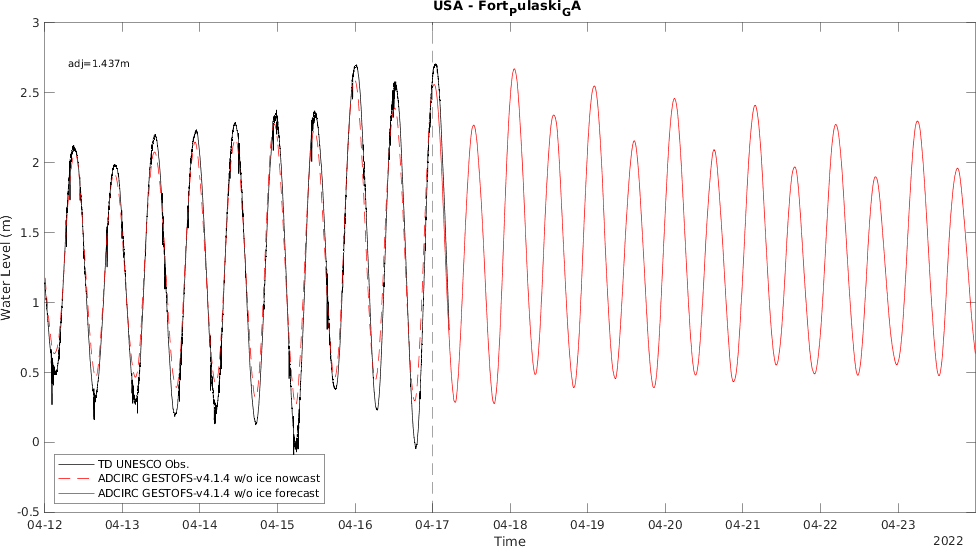 USA - Fort_Pulaski_GA
3
adj=1.437m
2.5
2
1.5
1
0.5
0
-0.5
Water Level (m)
TD UNESCO Obs.
ADCIRC GESTOFS-v4.1.4 w/o ice nowcast
ADCIRC GESTOFS-v4.1.4 w/o ice forecast
04-12 04-13 04-14 04-15 04-16 04-17 04-18 04-19 04-20 04-21 04-22 04-23
Time
2022